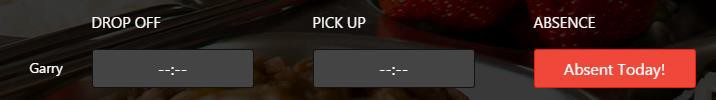 DROP OFF PICK UP ABSENCE
Garry --:-- --:-- Absent Today!